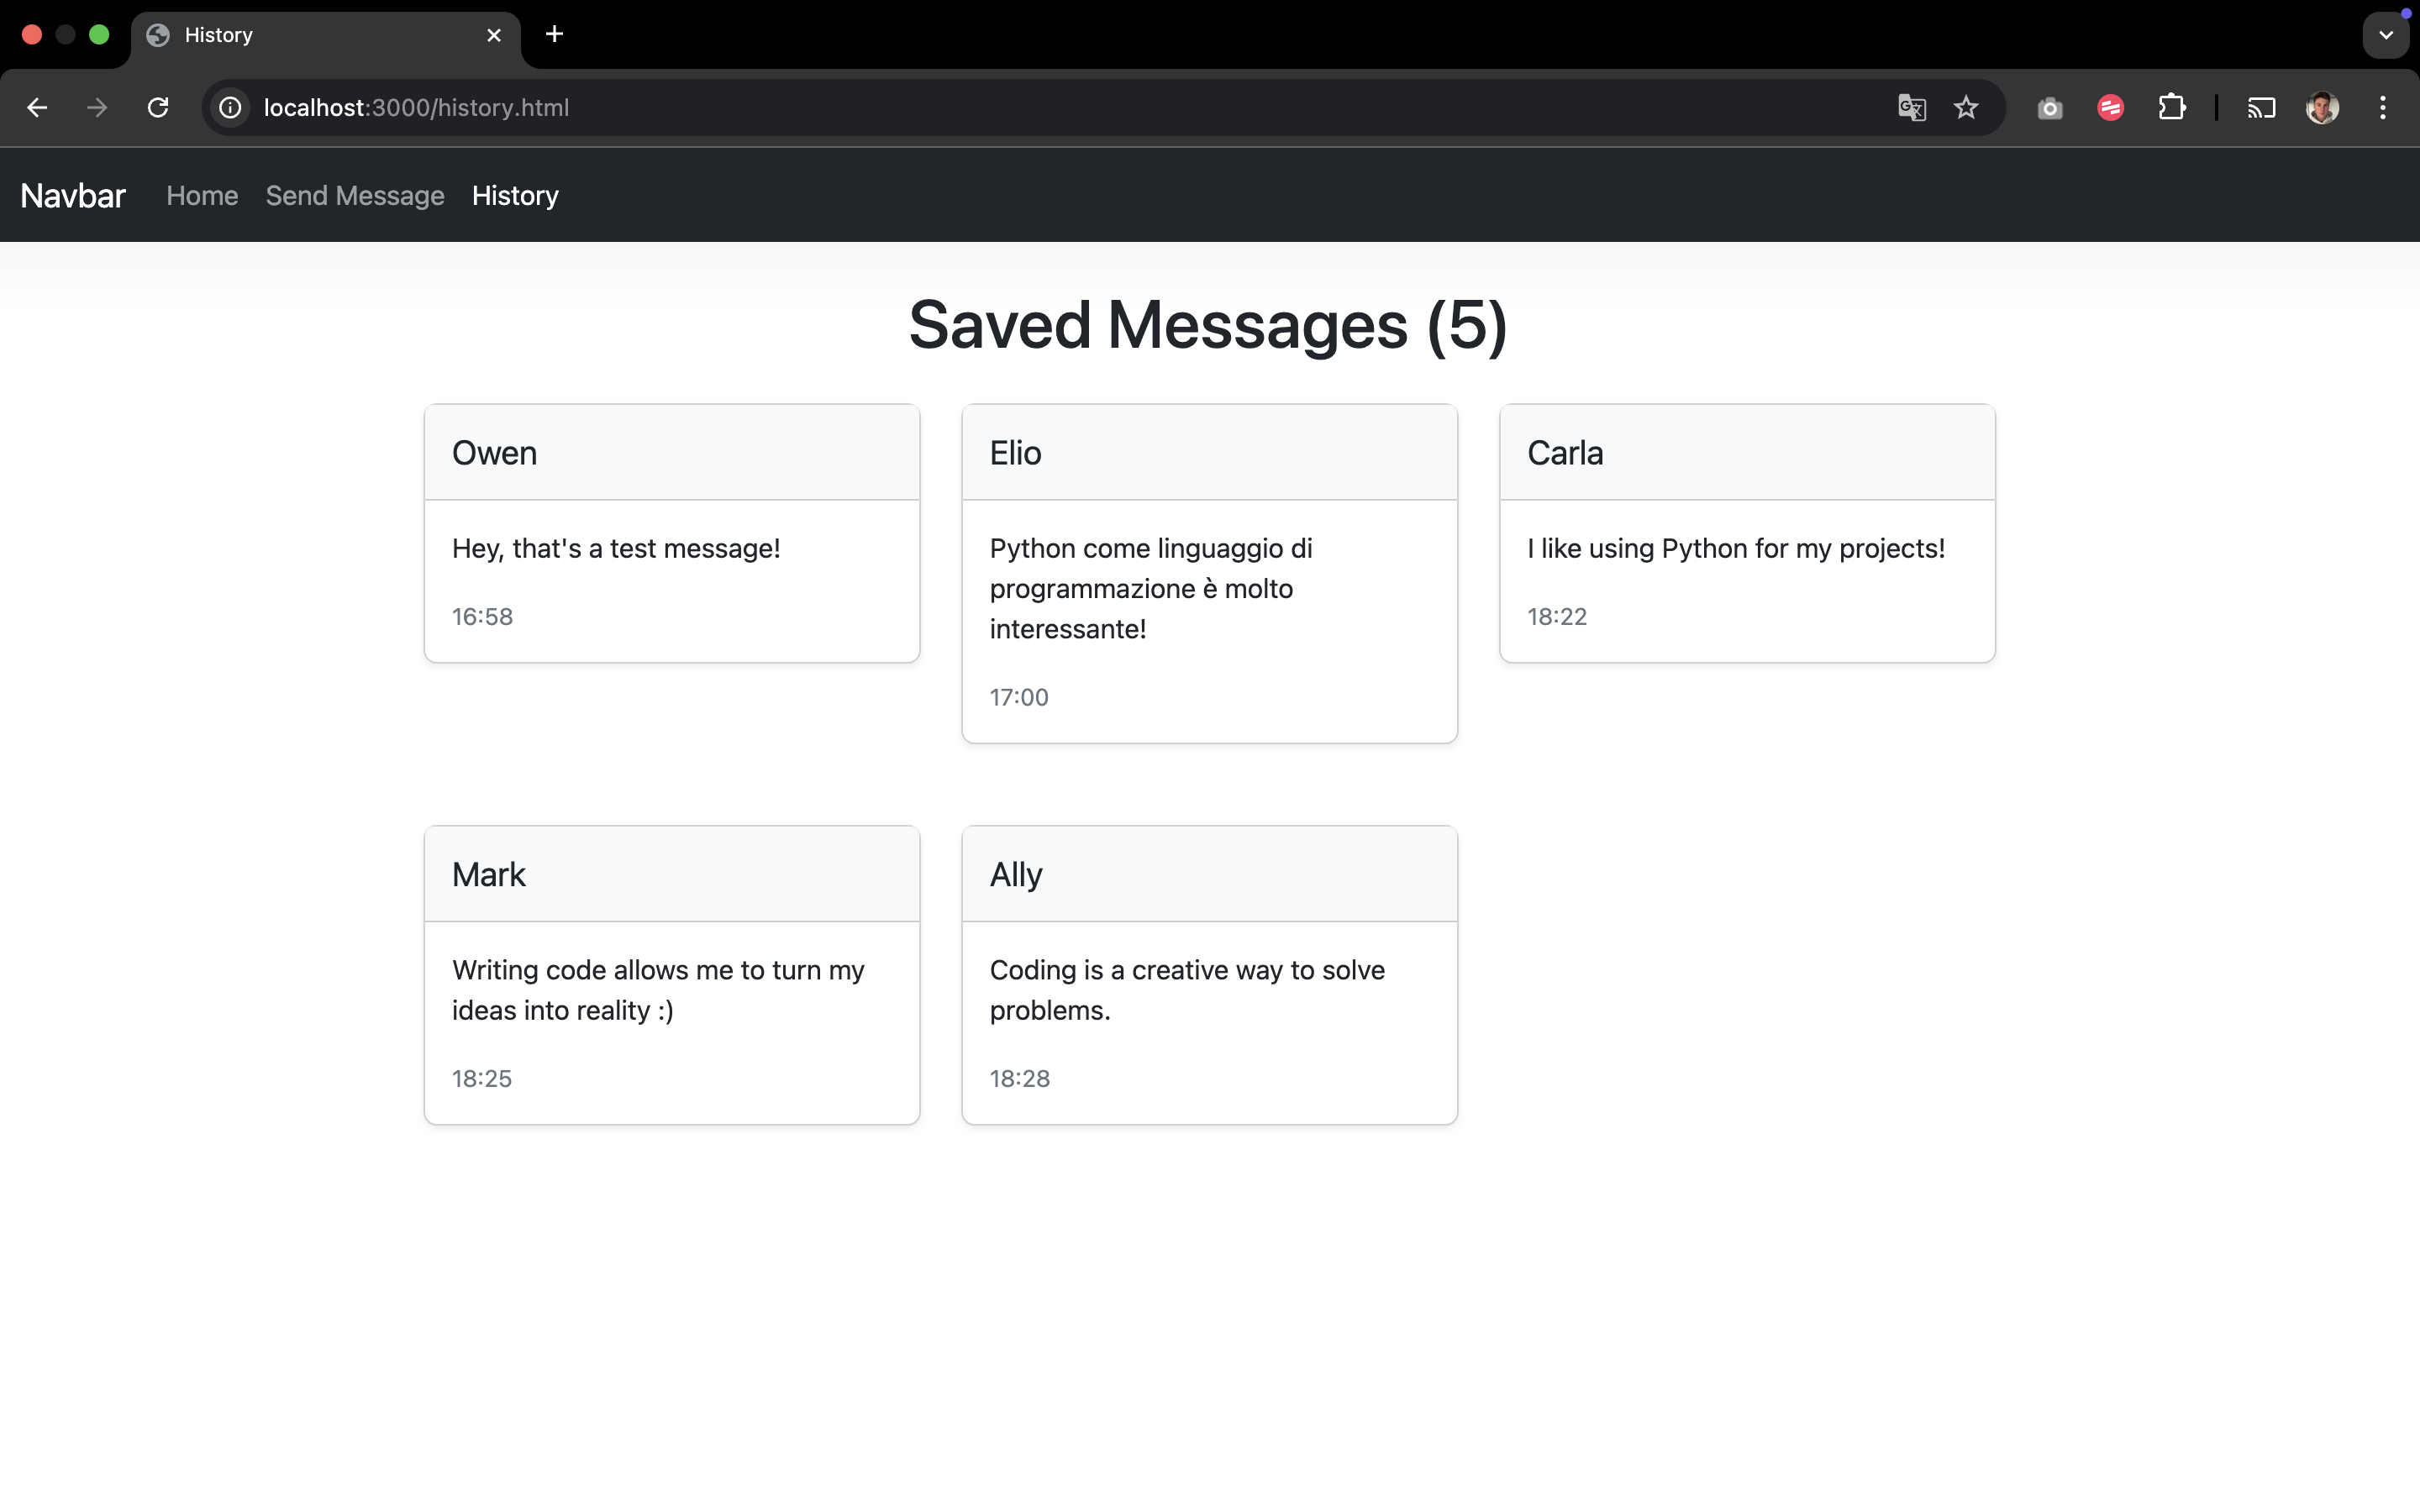 History
localhost:3000/history.html
Navbar Home Send Message History
Saved Messages (5)
Owen
Hey, that's a test message!
16:58
Elio
Python come linguaggio di
programmazione è molto
interessante!
17:00
Carla
I like using Python for my projects!
18:22
Mark
Writing code allows me to turn my
ideas into reality :)
18:25
Ally
Coding is a creative way to solve
problems.
18:28